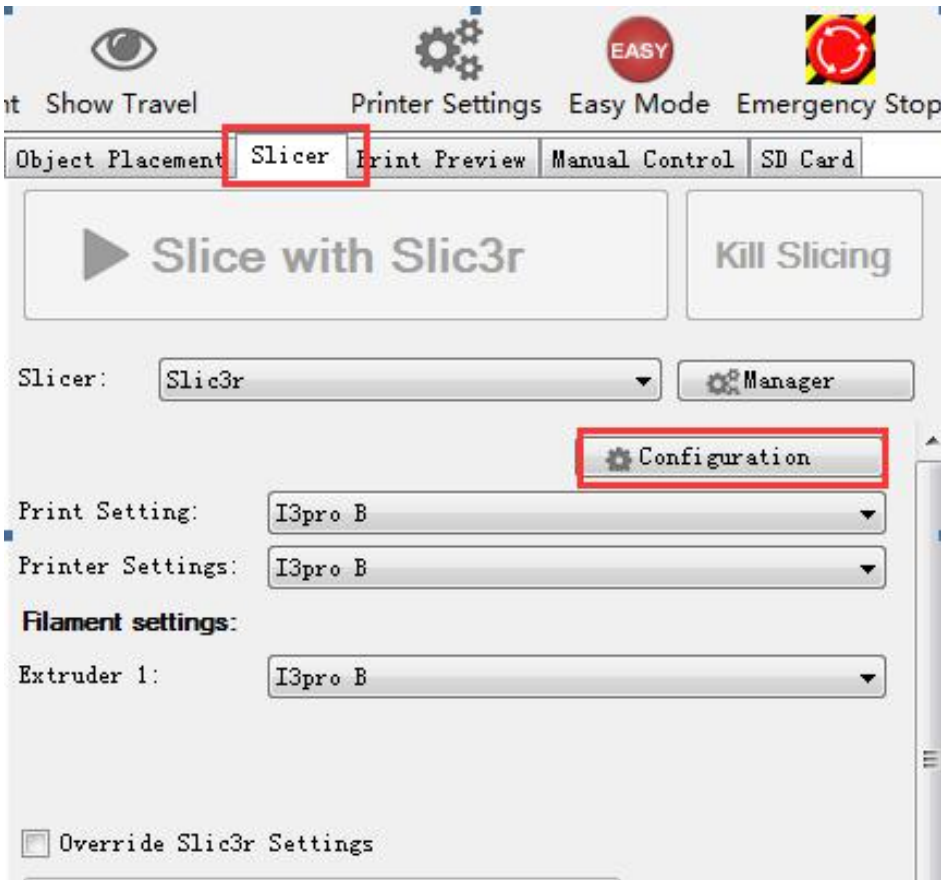 EASY
nt Show Travel Printer Settings Easy Mode Emergency Stop
Object Placement Slicer Print Preview Manual Control SD Card
Slice with Slic3r Kill Slicing
Slicer: Slic3r Manager
Configuration
Print Setting: I3pro B
Printer Settings: I3pro B
Filament settings:
Extruder 1: I3pro B
Override Slic3r Settings